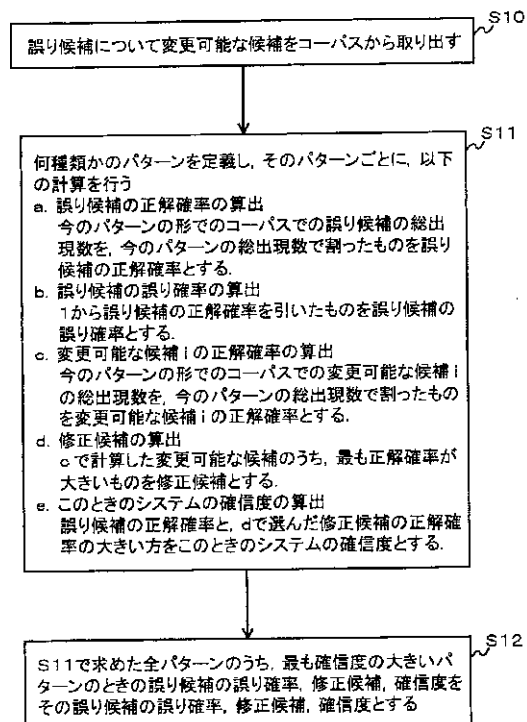 S10
誤り候補について変更可能な候補をコーパスから取り出す
S11
何種類かのパターンを定義し，そのパターンごとに，以下
の計算を行う
a. 誤り候補の正解確率の算出
今のパターンの形でのコーパスでの誤り候補の総出
現数を，今のパターンの総出現数で割ったものを誤り
候補の正解確率とする．
b. 誤り候補の誤り確率の算出
1から誤り候補の正解確率を引いたものを誤り候補の
誤り確率とする．
c. 変更可能な候補iの正解確率の算出
今のパターンの形でのコーパスでの変更可能な候補i
の総出現数を，今のパターンの総出現数で割ったもの
を変更可能な候補iの正解確率とする．
d. 修正候補の算出
cで計算した変更可能な候補のうち，最も正解確率が
大きいものを修正候補とする．
e. このときのシステムの確信度の算出
誤り候補の正解確率と，dで選んだ修正候補の正解確
率の大きい方をこのときのシステムの確信度とする．
S12
S11で求めた全パターンのうち，最も確信度の大きいパ
ターンのときの誤り候補の誤り確率，修正候補，確信度を
その誤り候補の誤り確率，修正候補，確信度とする